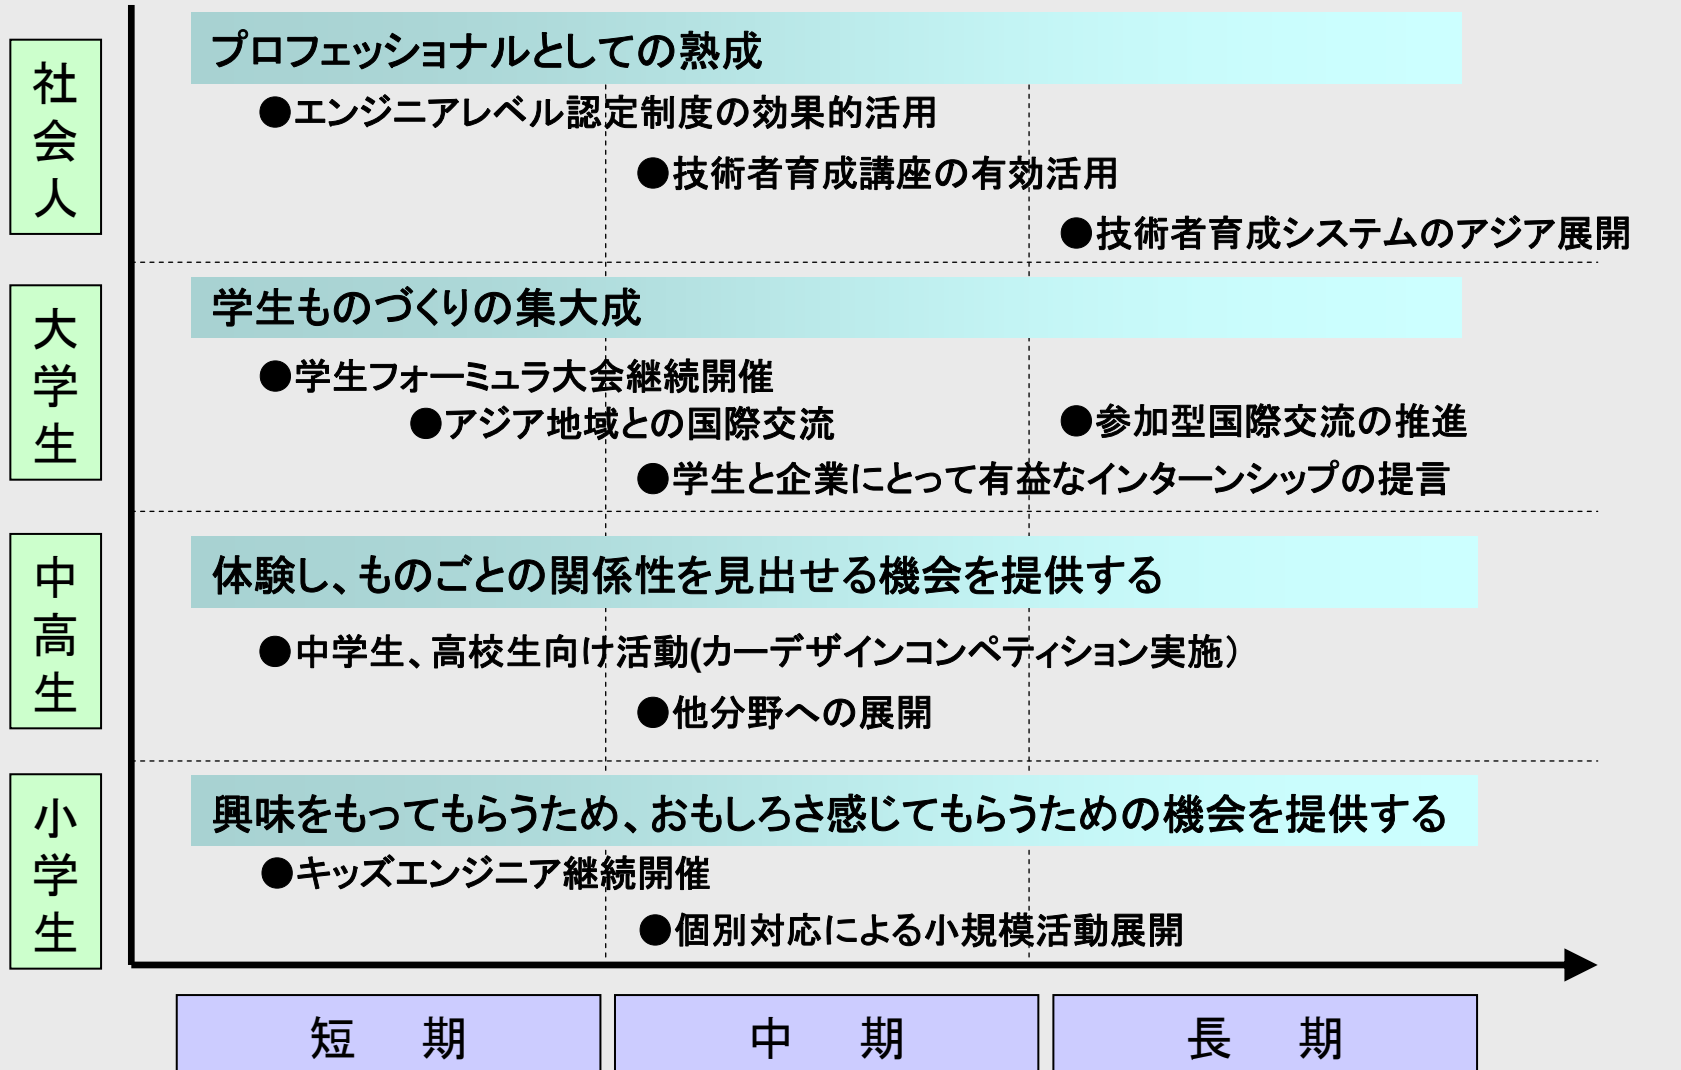 社会人
プロフェッショナルとしての熟成
●エンジニアレベル認定制度の効果的活用
●技術者育成講座の有効活用
●技術者育成システムのアジア展開
大学生
学生ものづくりの集大成
●学生フォーミュラ大会継続開催
●アジア地域との国際交流
●参加型国際交流の推進
●学生と企業にとって有益なインターンシップの提言
中高生
体験し、ものごとの関係性を見出せる機会を提供する
●中学生、高校生向け活動(カーデザインコンペティション実施）
●他分野への展開
小学生
興味をもってもらうため、おもしろさ感じてもらうための機会を提供する
●キッズエンジニア継続開催
●個別対応による小規模活動展開
短　期
中　期
長　期